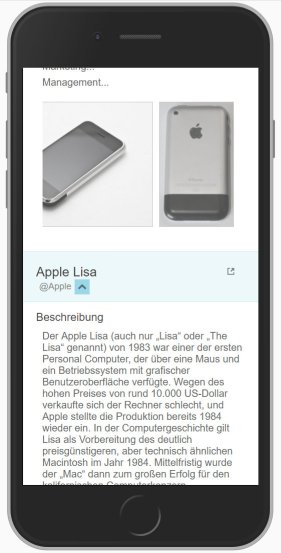 Marketing...
Management...
Apple Lisa
@Apple
Beschreibung
Der Apple Lisa (auch nur „Lisa“ oder „The
Lisa“ genannt) von 1983 war einer der ersten
Personal Computer, der über eine Maus und
ein Betriebssystem mit grafischer
Benutzeroberfläche verfügte. Wegen des
hohen Preises von rund 10.000 US-Dollar
verkaufte sich der Rechner schlecht, und
Apple stellte die Produktion bereits 1984
wieder ein. In der Computergeschichte gilt
Lisa als Vorbereitung des deutlich
preisgünstigeren, aber technisch ähnlichen
Macintosh im Jahr 1984. Mittelfristig wurde
der „Mac“ dann zum großen Erfolg für den
kalifornischen Computerkonzern